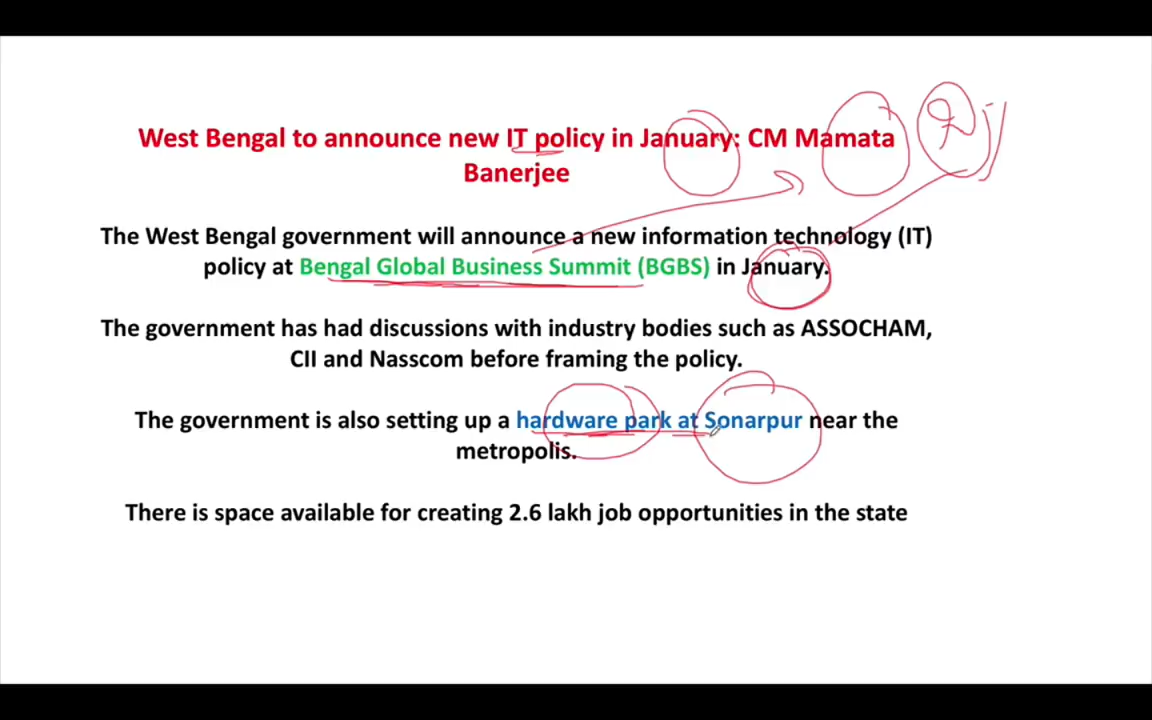 West Bengal to announce new IT policy in January: CM Mamata
Banerjee
The West Bengal government will announce a new information technology (IT)
policy at Bengal Global Business Summit (BGBS) in January.
The government has had discussions with industry bodies such as ASSOCHAM,
CII and Nasscom before framing the policy.
The government is also setting up a hardware park at Sonarpur near the
metropolis.
There is space available for creating 2.6 lakh job opportunities in the state